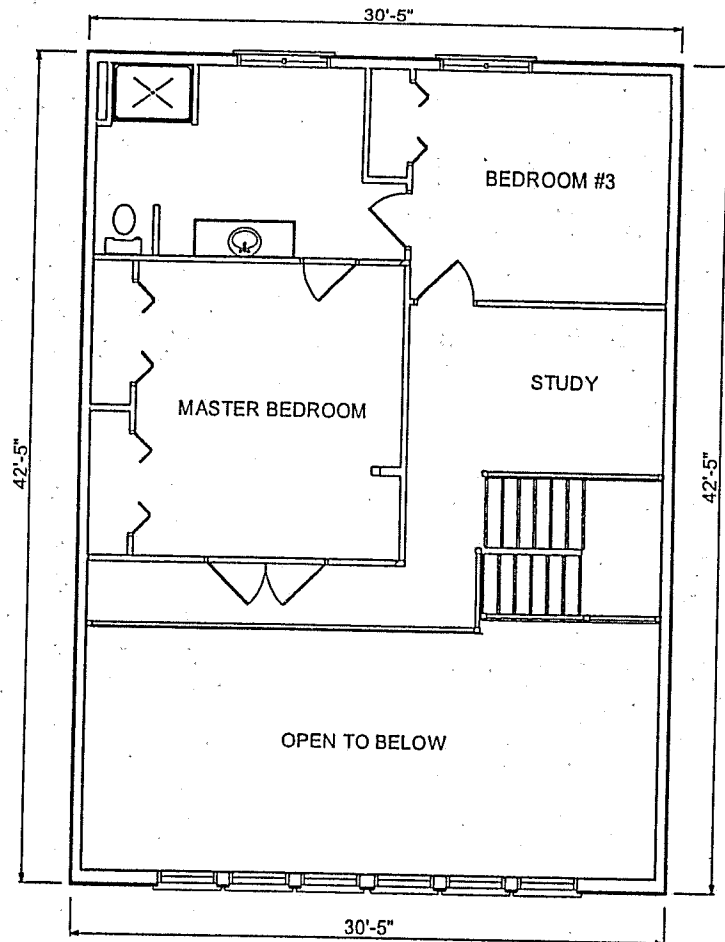 30'-5"
BEDROOM #3
STUDY
MASTER BEDROOM
42'-5"
42'-5"
OPEN TO BELOW
30'-5"